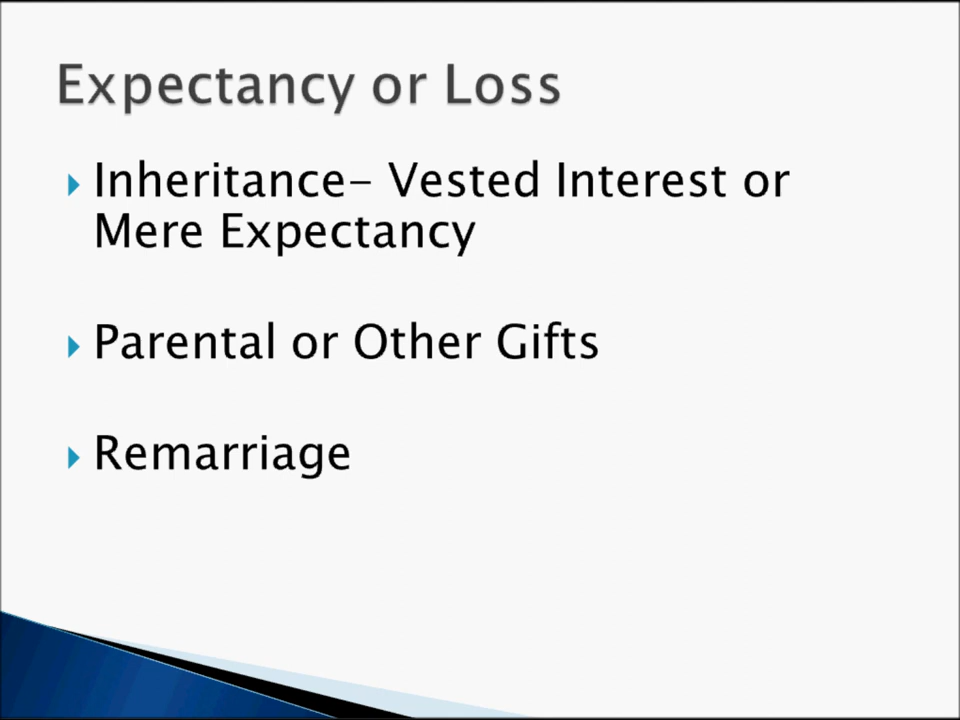 Expectancy or Loss
Inheritance- Vested Interest or
Mere Expectancy
Parental or Other Gifts
Remarriage